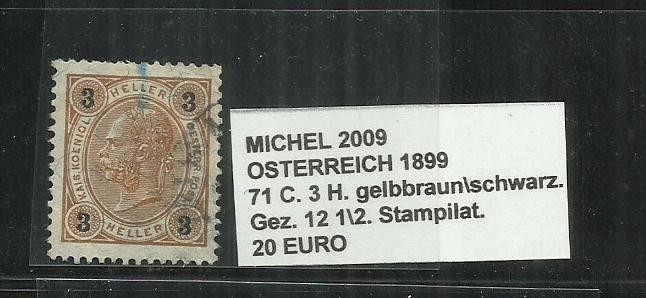 3 HELLER 3
KAIS. KOENIGL.
3 HELLER 3
MICHEL 2009
OSTERREICH 1899
71 C. 3 H. gelbbraun\schwarz.
Gez. 12 1\2. Stampilat.
20 EURO